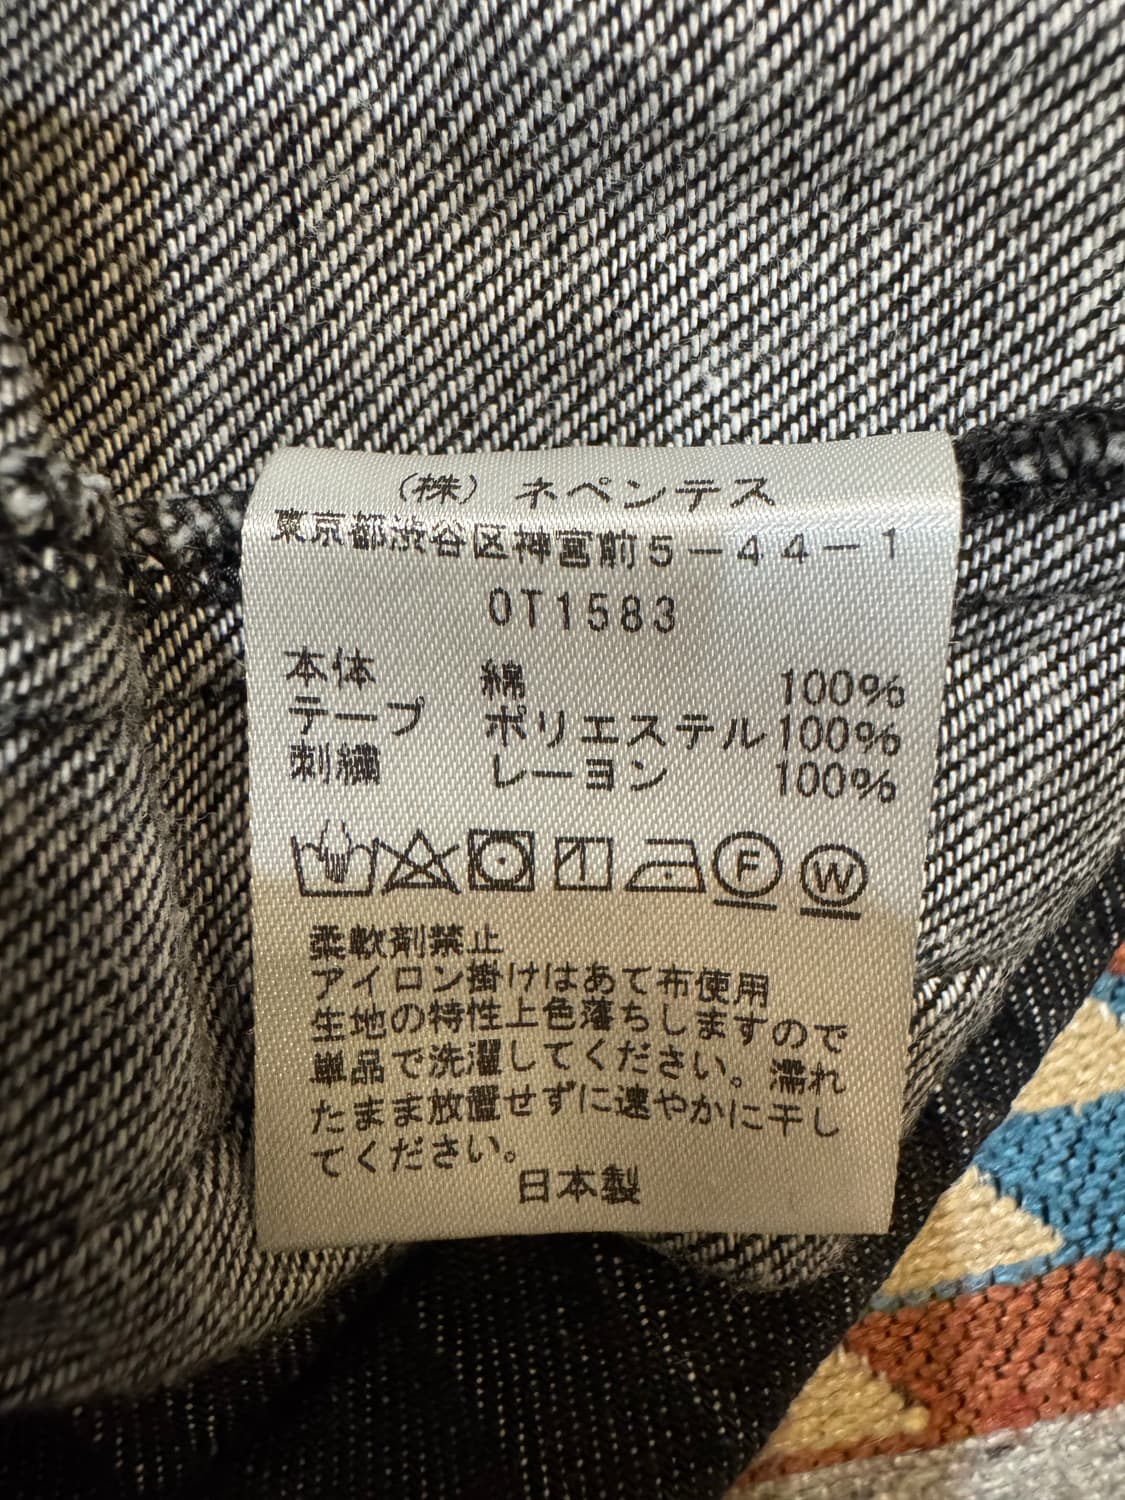 （株）ネペンテス
東京都渋谷区神宮前5－44－1
OT1583
本体 綿 100%
テープ ポリエステル 100%
刺繍 レーヨン 100%
F W
柔軟剤禁止
アイロン掛けはあて布使用
生地の特性上色落ちしますので
単品で洗濯してください。濡れ
たまま放置せずに速やかに干し
てください。
日本製